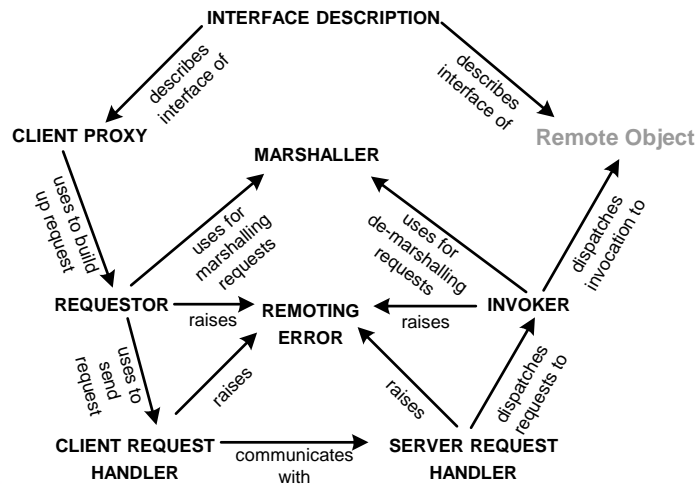 INTERFACE DESCRIPTION
describes
interface of
describes
interface of
CLIENT PROXY
MARSHALLER
Remote Object
uses to build
up request
uses for
marshalling
requests
uses for
de-marshalling
requests
dispatches
invocation to
REQUESTOR
raises
REMOTING
ERROR
raises
INVOKER
uses to
send
request
raises
raises
dispatches
requests to
CLIENT REQUEST
HANDLER
communicates
with
SERVER REQUEST
HANDLER